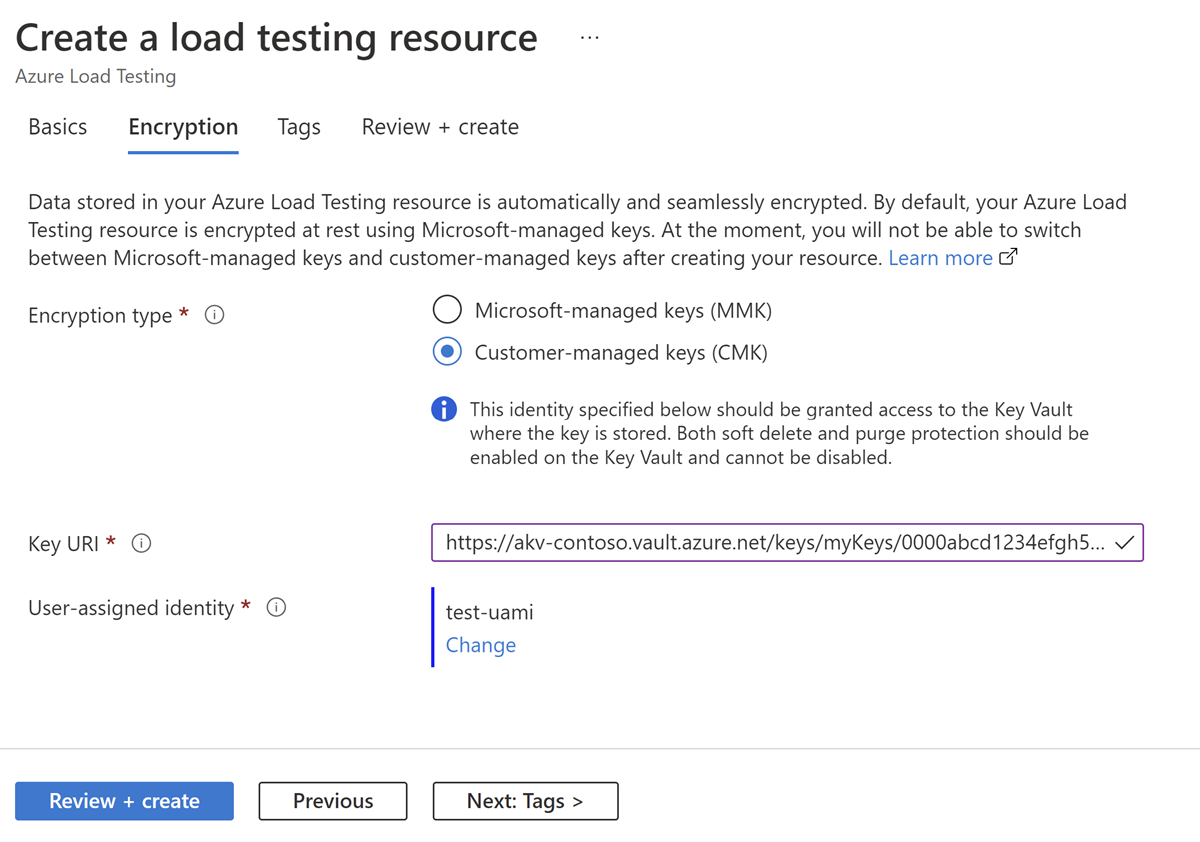 Create a load testing resource ...
Azure Load Testing
Basics Encryption Tags Review + create
Data stored in your Azure Load Testing resource is automatically and seamlessly encrypted. By default, your Azure Load
Testing resource is encrypted at rest using Microsoft-managed keys. At the moment, you will not be able to switch
between Microsoft-managed keys and customer-managed keys after creating your resource. Learn more
Encryption type *
Microsoft-managed keys (MMK)
Customer-managed keys (CMK)
This identity specified below should be granted access to the Key Vault
where the key is stored. Both soft delete and purge protection should be
enabled on the Key Vault and cannot be disabled.
Key URI *
https://akv-contoso.vault.azure.net/keys/myKeys/0000abcd1234efgh5...
User-assigned identity *
test-uami
Change
Review + create Previous Next: Tags >